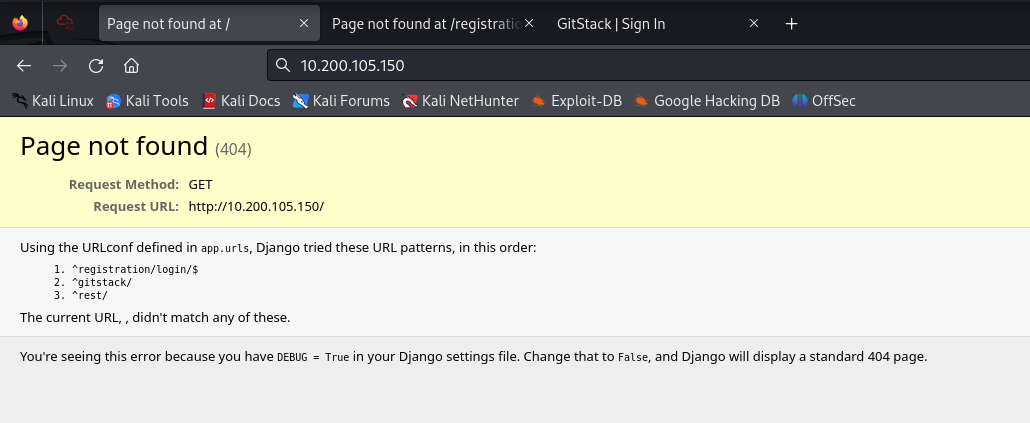 Page not found at /
Page not found at /registratio
GitStack | Sign In
10.200.105.150
Kali Linux
Kali Tools
Kali Docs
Kali Forums
Kali NetHunter
Exploit-DB
Google Hacking DB
OffSec
Page not found (404)
Request Method: GET
Request URL: http://10.200.105.150/
Using the URLconf defined in app.urls, Django tried these URL patterns, in this order:
1. ^registration/login/$
2. ^gitstack/
3. ^rest/
The current URL, , didn't match any of these.
You're seeing this error because you have DEBUG = True in your Django settings file. Change that to False, and Django will display a standard 404 page.